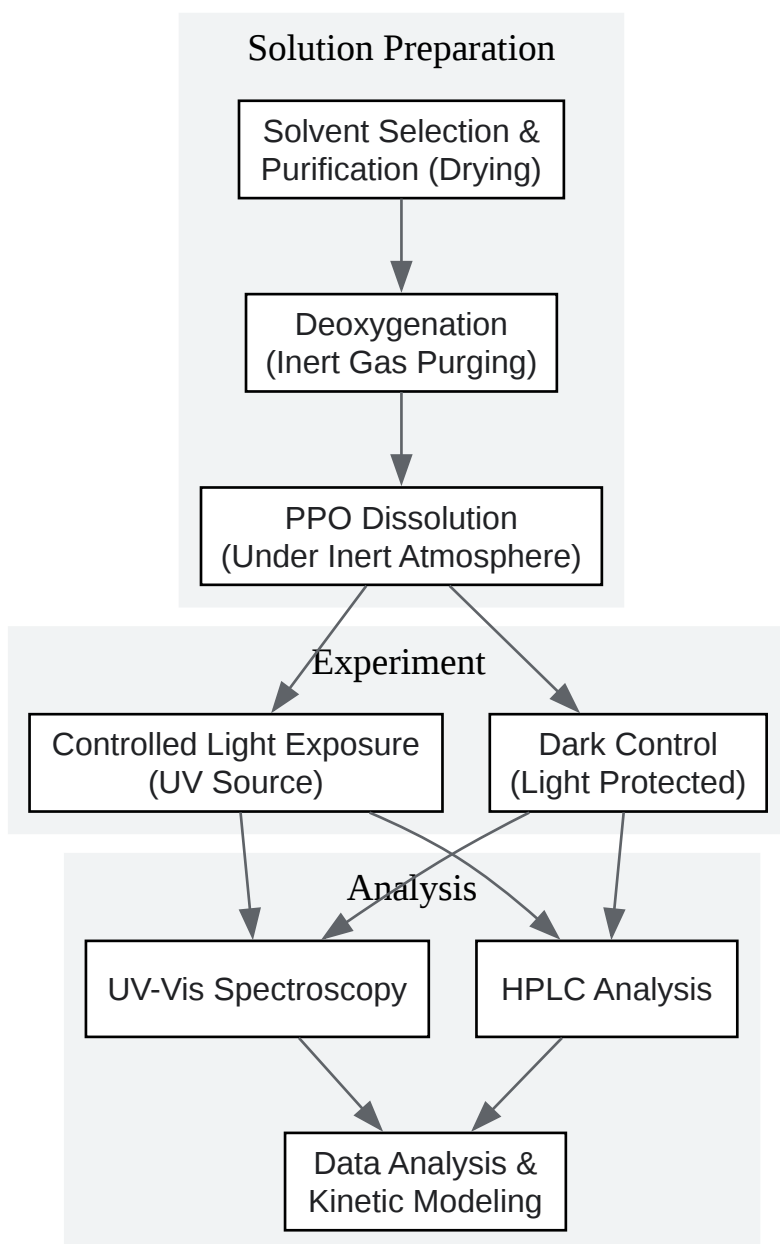 Solution Preparation
Solvent Selection &
Purification (Drying)
Deoxygenation
(Inert Gas Purging)
PPO Dissolution
(Under Inert Atmosphere)
Experiment
Controlled Light Exposure
(UV Source)
Dark Control
(Light Protected)
Analysis
UV-Vis Spectroscopy
HPLC Analysis
Data Analysis &
Kinetic Modeling